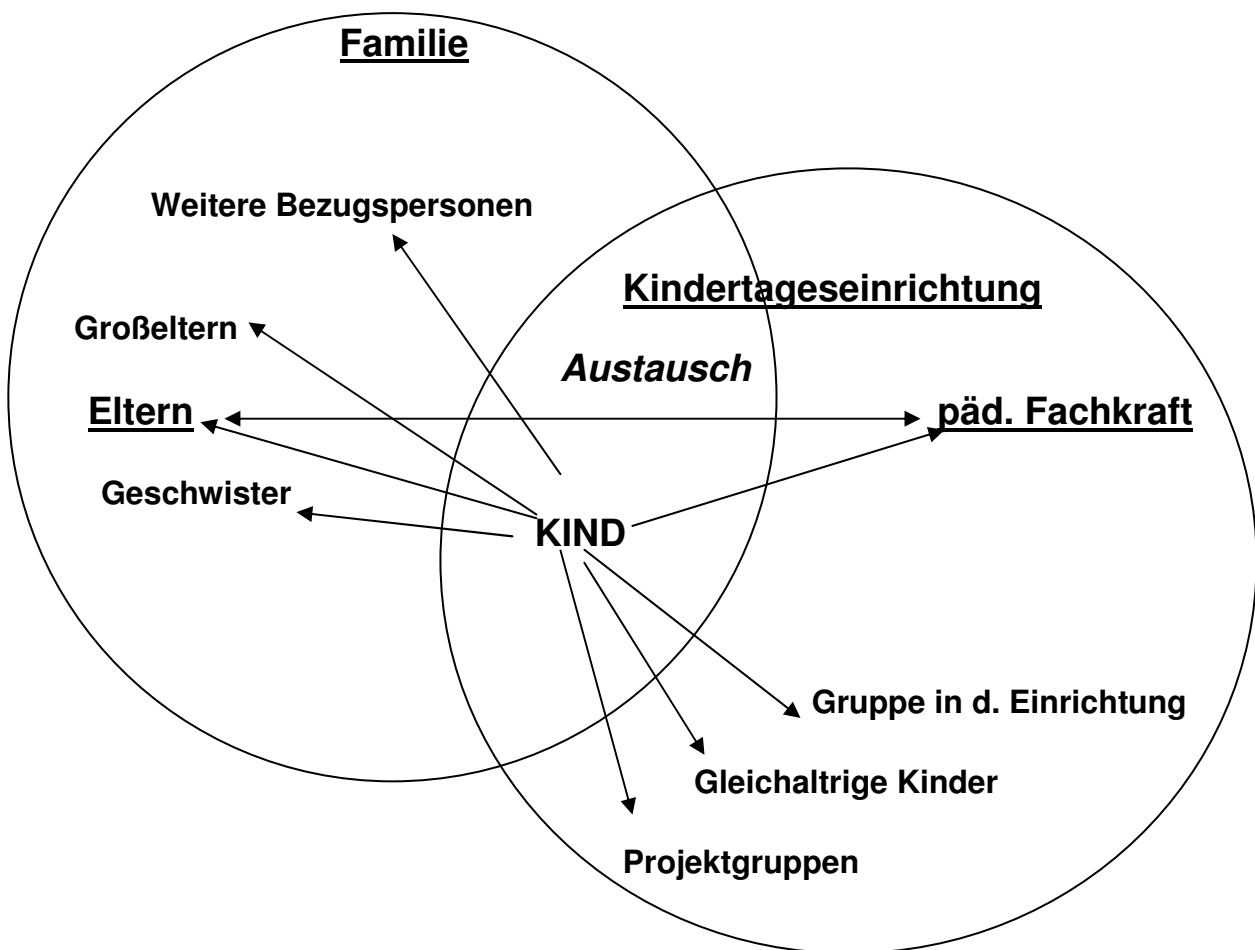 Familie
Weitere Bezugspersonen
Kindertageseinrichtung
Großeltern
Austausch
Eltern
päd. Fachkraft
Geschwister
KIND
Gruppe in d. Einrichtung
Gleichaltrige Kinder
Projektgruppen